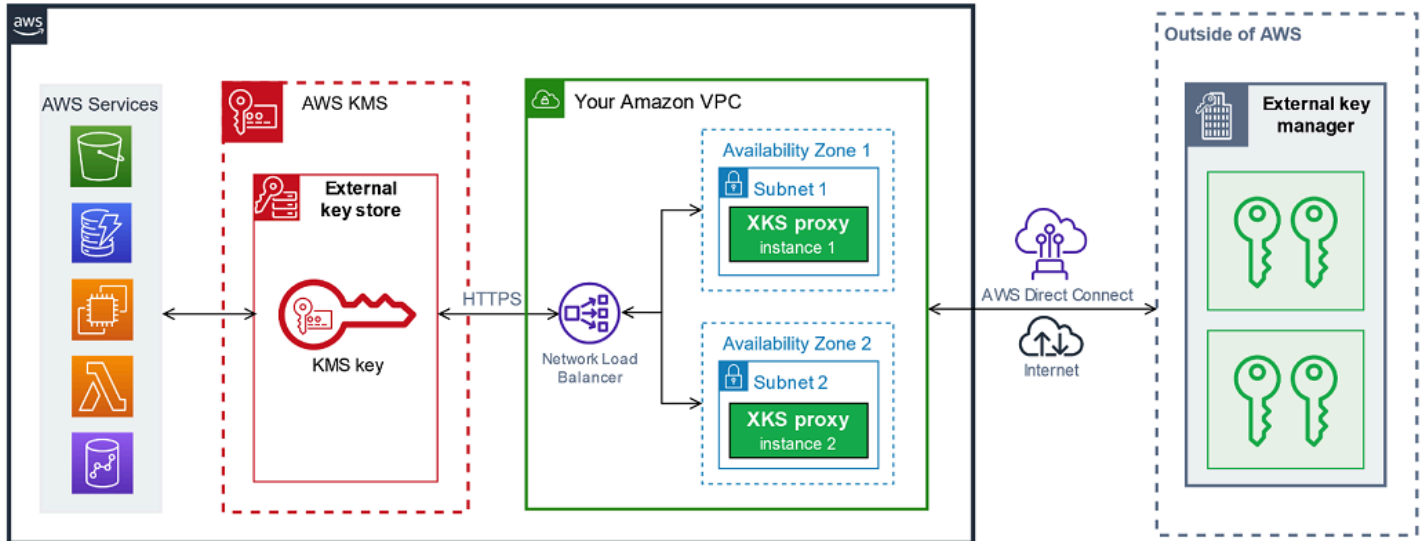 aws
Outside of AWS
AWS Services
AWS KMS
Your Amazon VPC
External key
manager
Availability Zone 1
External
key store
Subnet 1
XKS proxy
instance 1
HTTPS
AWS Direct Connect
Availability Zone 2
Network Load
Balancer
KMS key
Internet
Subnet 2
XKS proxy
instance 2